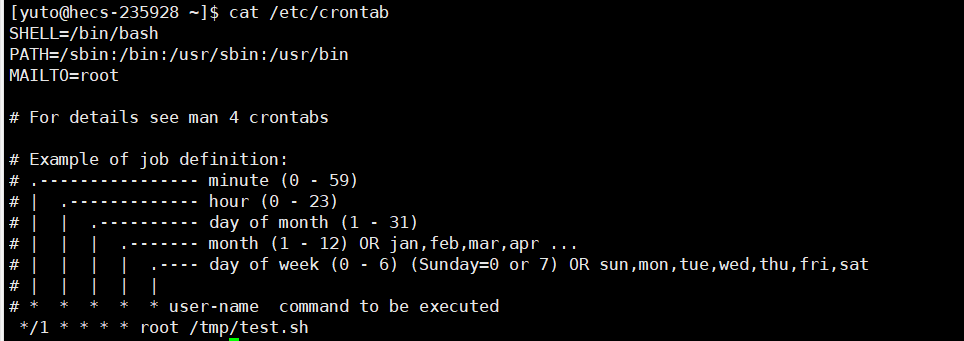 [yuto@hecs-235928 ~]$ cat /etc/crontab
SHELL=/bin/bash
PATH=/sbin:/bin:/usr/sbin:/usr/bin
MAILTO=root

# For details see man 4 crontabs

# Example of job definition:
# .---------------- minute (0 - 59)
# |  .------------- hour (0 - 23)
# |  |  .---------- day of month (1 - 31)
# |  |  |  .------- month (1 - 12) OR jan,feb,mar,apr ...
# |  |  |  |  .---- day of week (0 - 6) (Sunday=0 or 7) OR sun,mon,tue,wed,thu,fri,sat
# |  |  |  |  |
# *  *  *  *  * user-name  command to be executed
 */1 * * * * root /tmp/test.sh